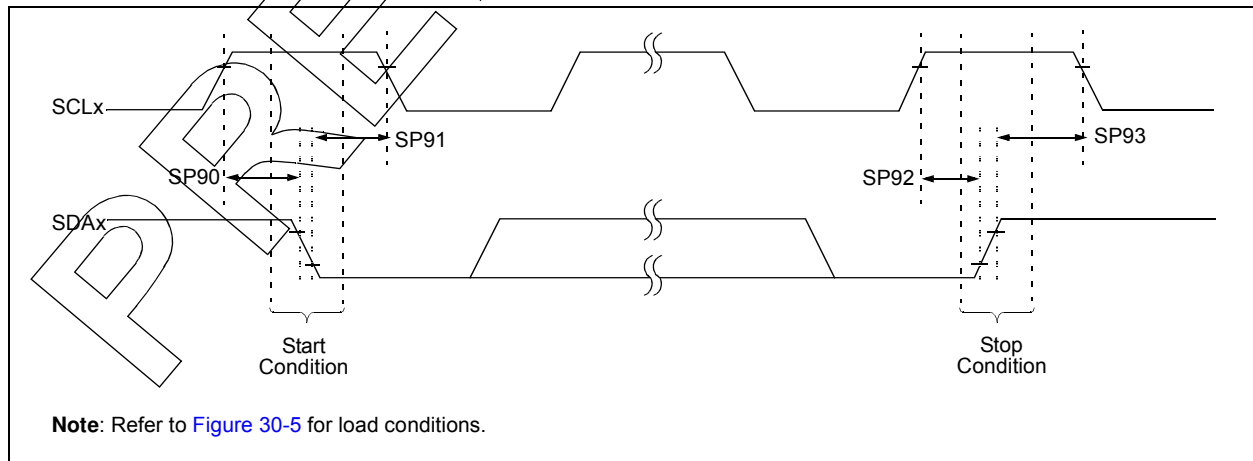 SCLx
SP91
SP93
SP90
SP92
SDAx
Start
Condition
Stop
Condition
Note: Refer to Figure 30-5 for load conditions.
PRE